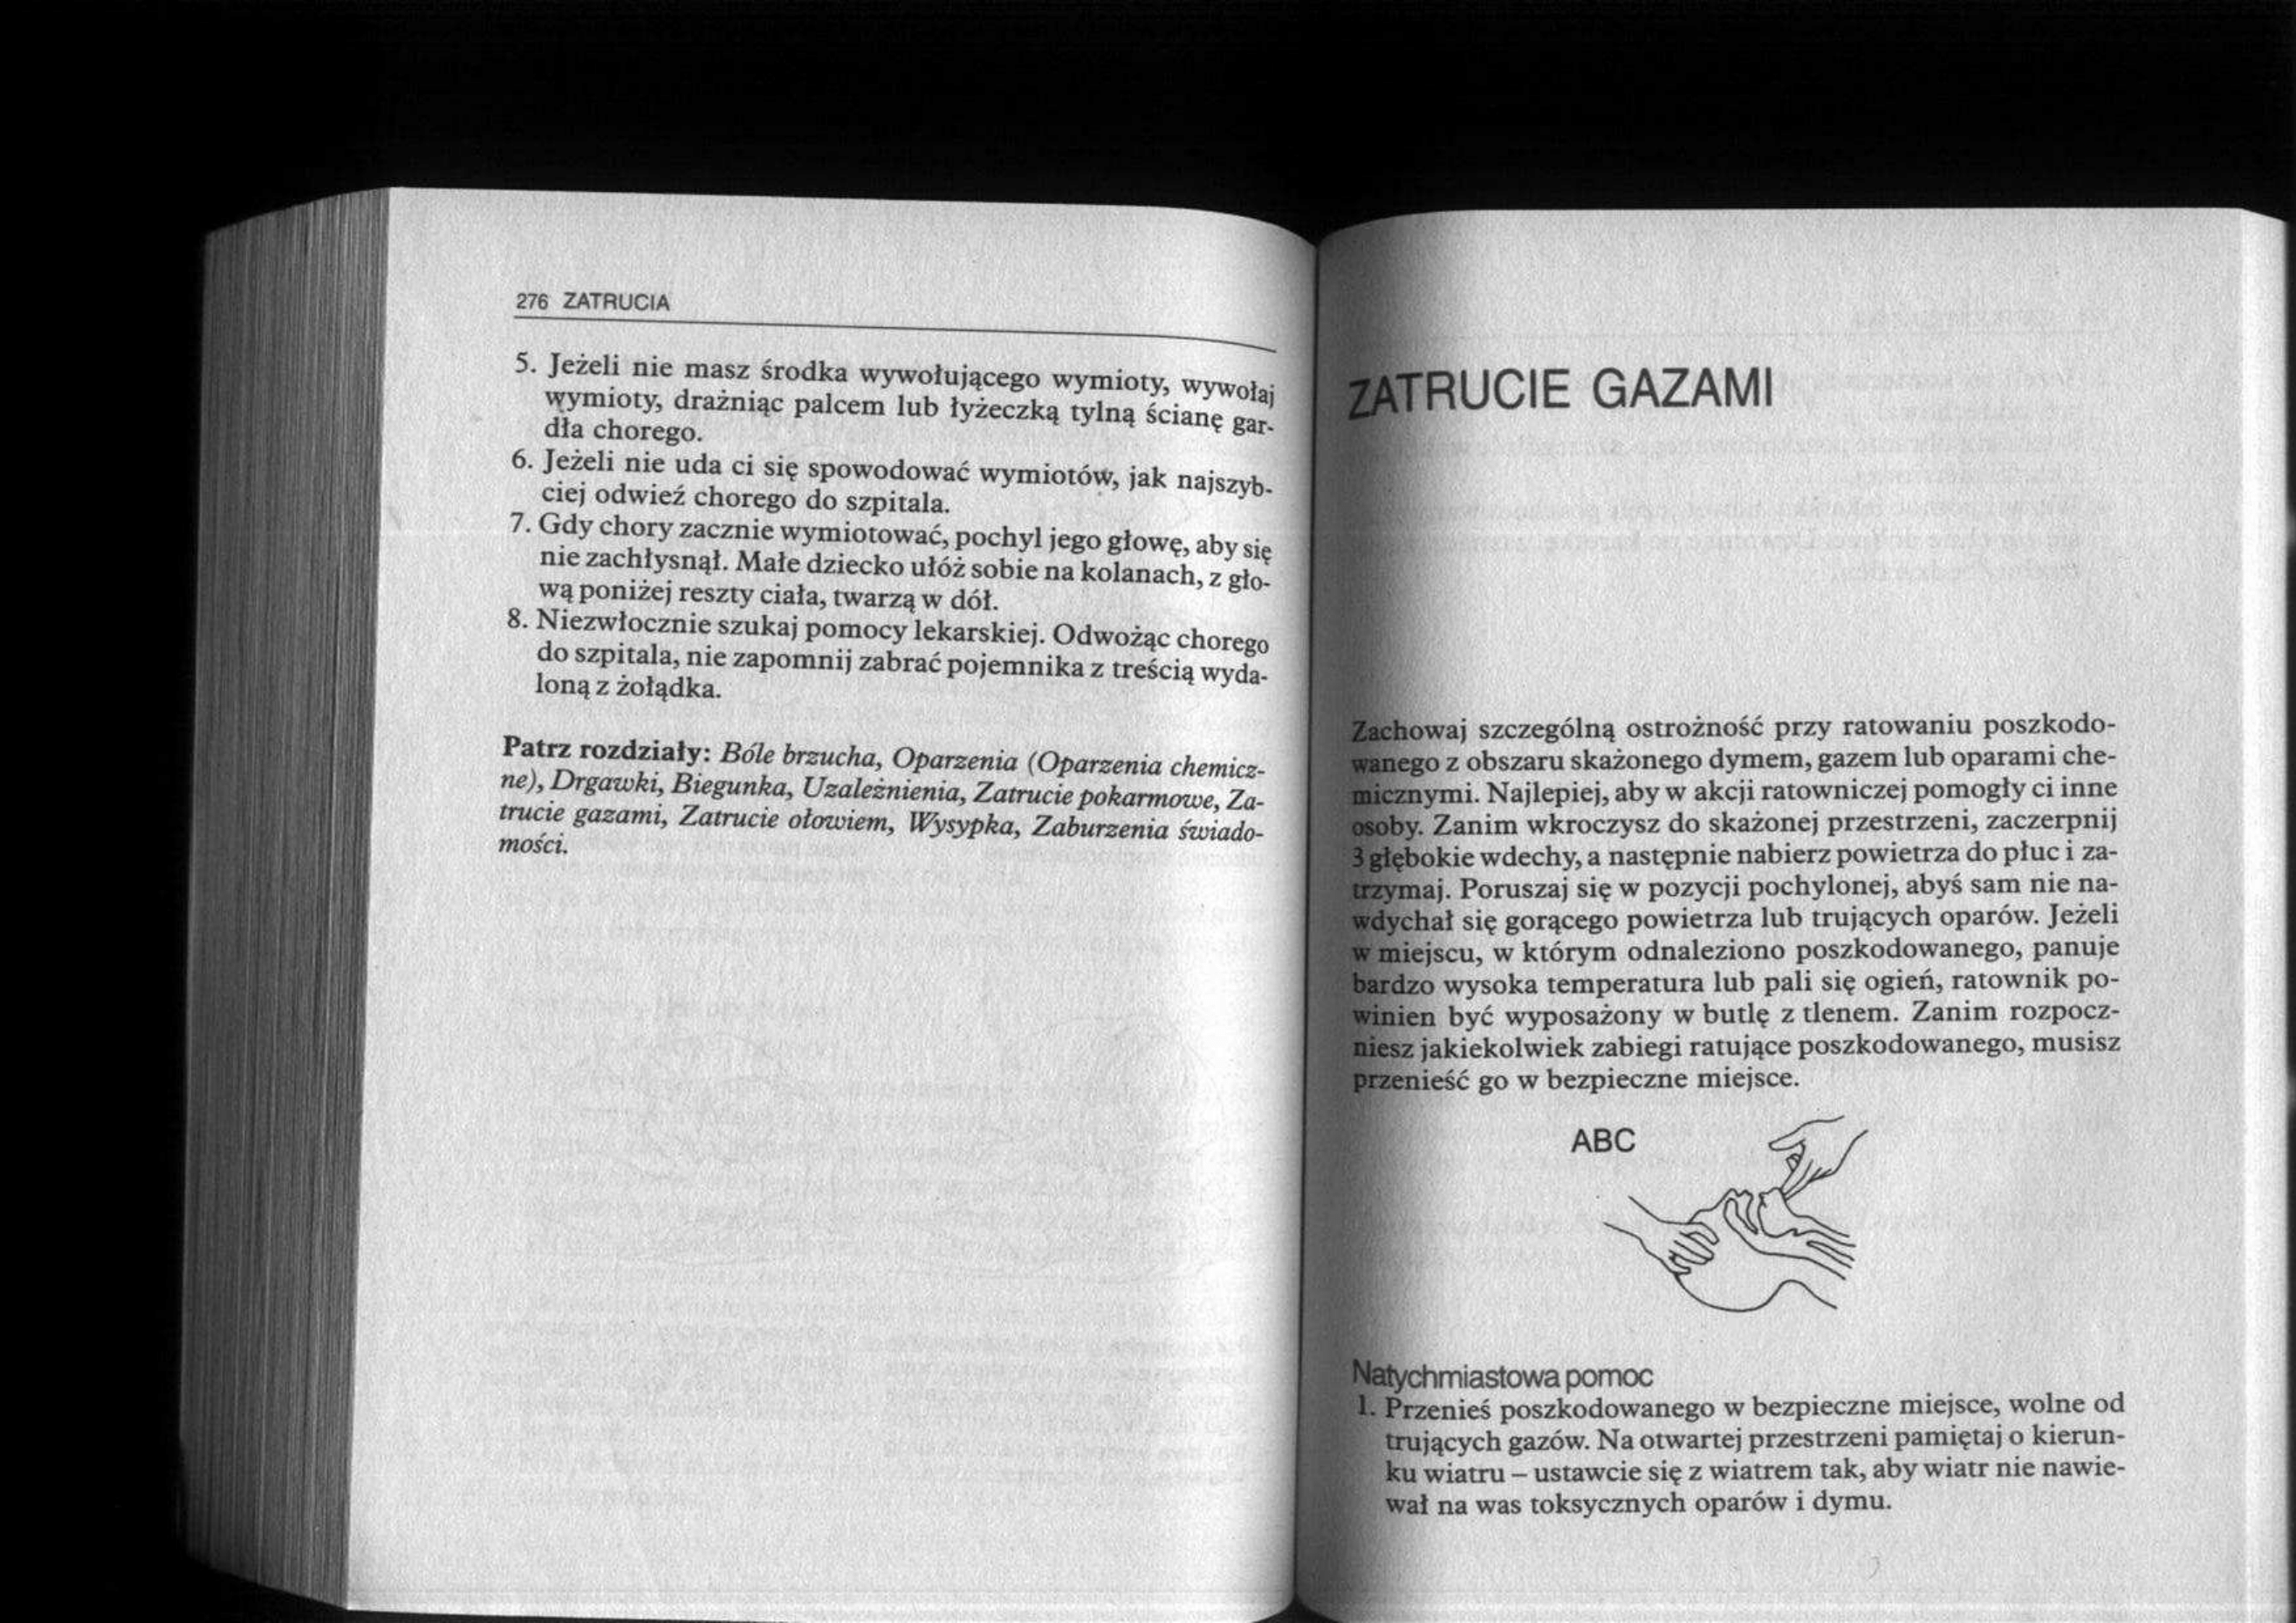 276 ZATRUCIA
5. Jeżeli nie masz środka wywołującego wymioty, wywołaj
wymioty, drażniąc palcem lub łyżeczką tylną ścianę gar-
dła chorego.
6. Jeżeli nie uda ci się spowodować wymiotów, jak najszyb-
ciej odwieź chorego do szpitala.
7. Gdy chory zacznie wymiotować, pochyl jego głowę, aby się
nie zachłysnął. Małe dziecko ułóż sobie na kolanach, z gło-
wą poniżej reszty ciała, twarzą w dół.
8. Niezwłocznie szukaj pomocy lekarskiej. Odwożąc chorego
do szpitala, nie zapomnij zabrać pojemnika z treścią wyda-
loną z żołądka.
Patrz rozdziały: Bóle brzucha, Oparzenia (Oparzenia chemicz-
ne), Drgawki, Biegunka, Uzależnienia, Zatrucie pokarmowe, Za-
trucie gazami, Zatrucie ołowiem, Wysypka, Zaburzenia świado-
mości.
ZATRUCIE GAZAMI
Zachowaj szczególną ostrożność przy ratowaniu poszkodo-
wanego z obszaru skażonego dymem, gazem lub oparami che-
micznymi. Najlepiej, aby w akcji ratowniczej pomogły ci inne
osoby. Zanim wkroczysz do skażonej przestrzeni, zaczerpnij
3 głębokie wdechy, a następnie nabierz powietrza do płuc i za-
trzymaj. Poruszaj się w pozycji pochylonej, abyś sam nie na-
wdychał się gorącego powietrza lub trujących oparów. Jeżeli
w miejscu, w którym odnaleziono poszkodowanego, panuje
bardzo wysoka temperatura lub pali się ogień, ratownik po-
winien być wyposażony w butlę z tlenem. Zanim rozpocz-
niesz jakiekolwiek zabiegi ratujące poszkodowanego, musisz
przenieść go w bezpieczne miejsce.
ABC
Natychmiastowa pomoc
1. Przenieś poszkodowanego w bezpieczne miejsce, wolne od
trujących gazów. Na otwartej przestrzeni pamiętaj o kierun-
ku wiatru – ustawcie się z wiatrem tak, aby wiatr nie nawie-
wał na was toksycznych oparów i dymu.